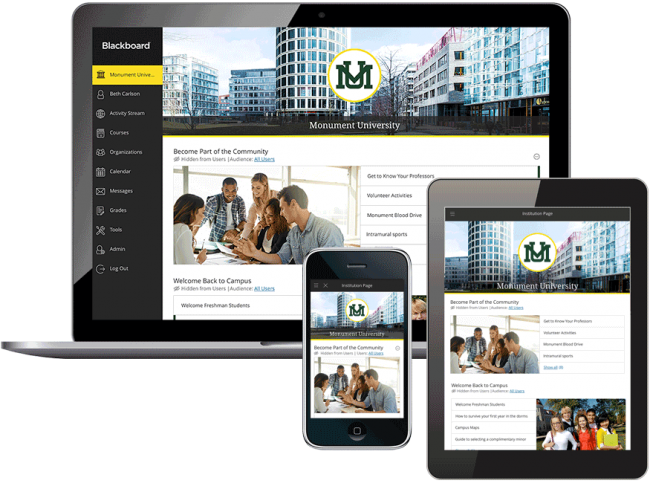 Blackboard
Monument Unive...
Beth Carlson
Activity Stream
Courses
Organizations
Calendar
Messages
Grades
Tools
Admin
Log Out
UM
Monument University
Become Part of the Community
Hidden from Users | Audience: All Users
Get to Know Your Professors
Volunteer Activities
Monument Blood Drive
Intramural sports
Welcome Back to Campus
Hidden from Users | Audience: All Users
Welcome Freshman Students
Institution Page
UM
Monument University
Become Part of the Community
Hidden from Users | Users: All Users
Institution Page
UM
Monument University
Become Part of the Community
Hidden from Users | Audience: All Users
Get to Know Your Professors
Volunteer Activities
Monument Blood Drive
Intramural sports
Show all
Welcome Back to Campus
Hidden from Users | Audience: All Users
Welcome Freshman Students
How to survive your first year in the dorms
Campus Maps
Guide to selecting a complimentary minor